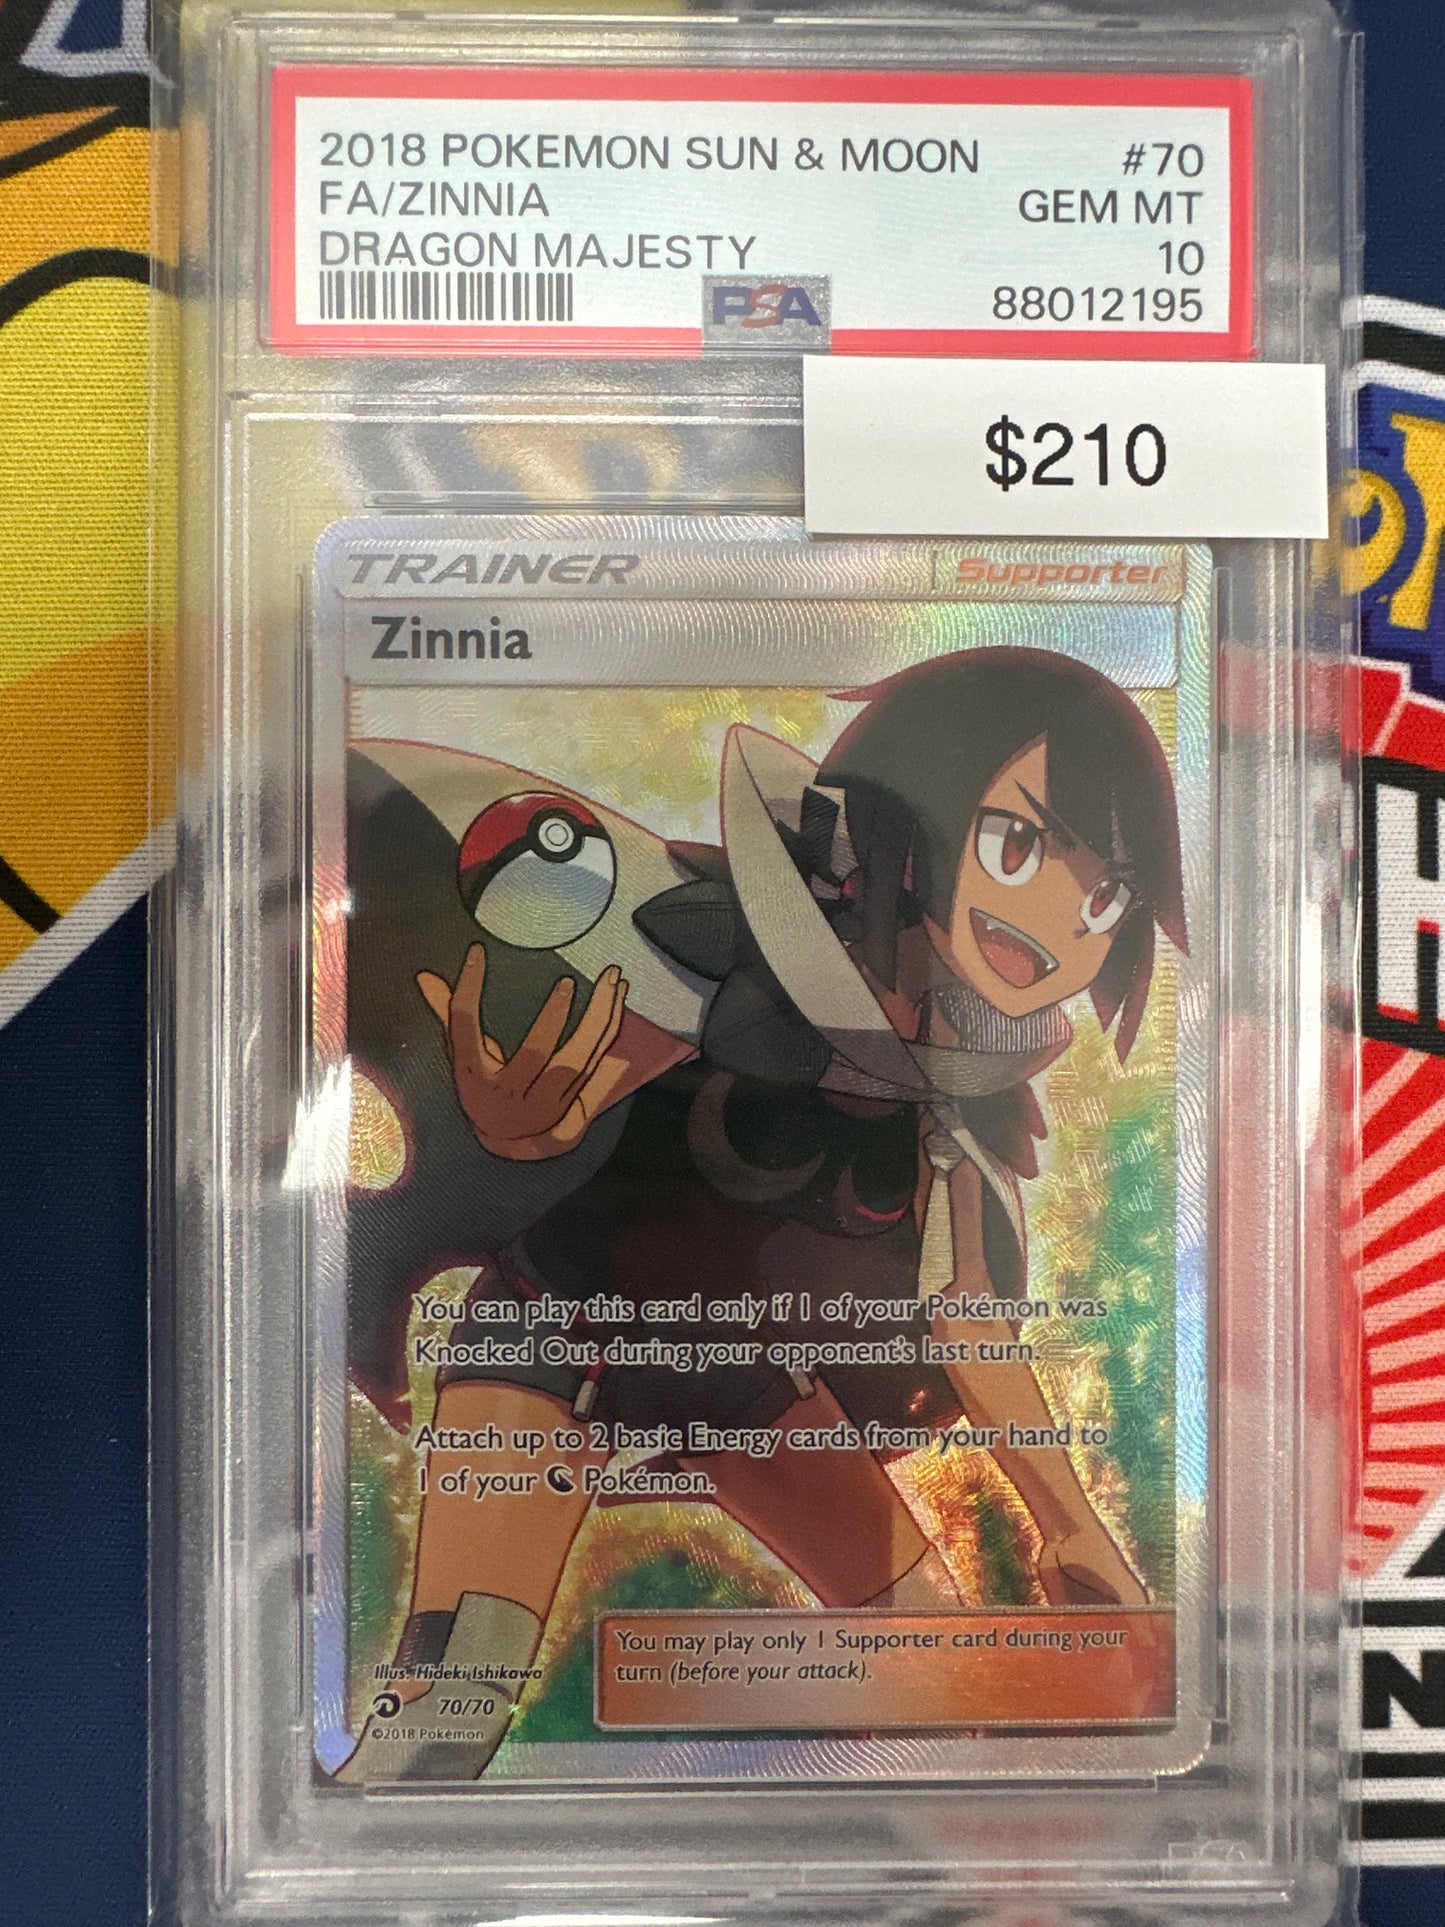 2018 POKEMON SUN & MOON #70
FA/ZINNIA GEM MT
DRAGON MAJESTY 10
PSA 88012195
$210
TRAINER Supporter
Zinnia
You can play this card only if 1 of your Pokémon was
Knocked Out during your opponent's last turn.
Attach up to 2 basic Energy cards from your hand to
1 of your Pokémon.
You may play only 1 Supporter card during your
turn (before your attack).
Illus. Hideki Ishikawa
70/70
©2018 Pokémon